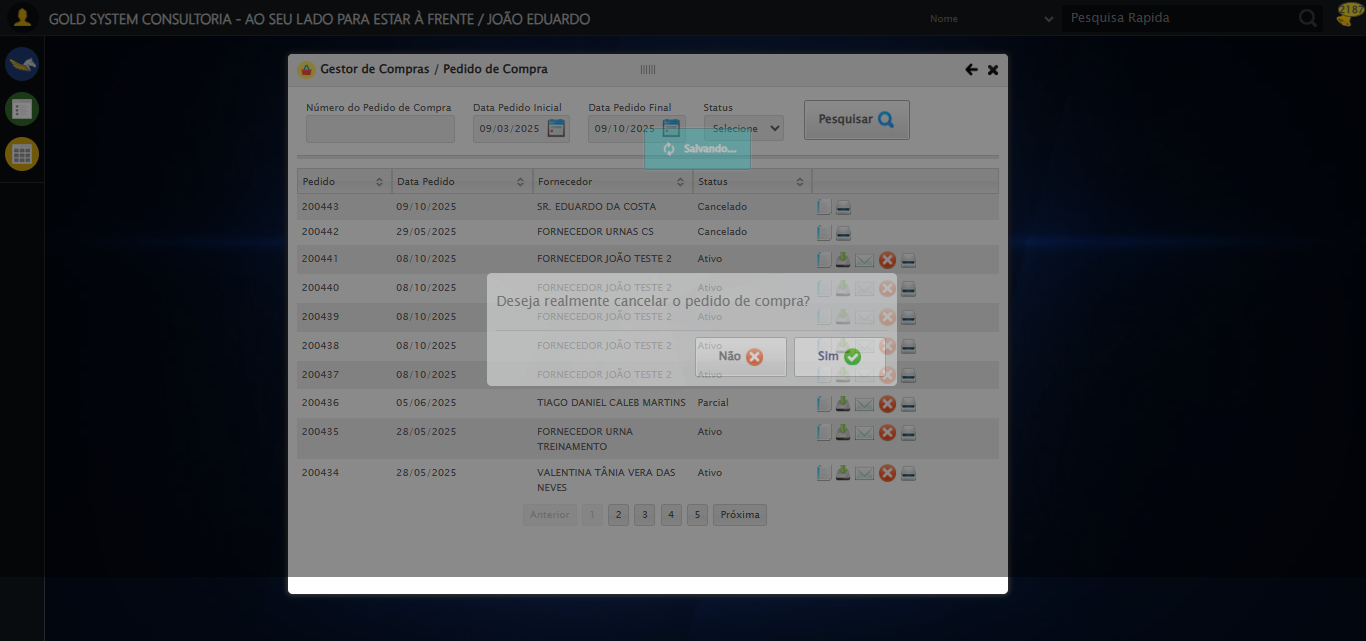 GOLD SYSTEM CONSULTORIA - AO SEU LADO PARA ESTAR À FRENTE / JOÃO EDUARDO
Nome
Pesquisa Rapida
2187
Gestor de Compras / Pedido de Compra
Número do Pedido de Compra
Data Pedido Inicial
Data Pedido Final
Status
09/03/2025
09/10/2025
Selecione
Pesquisar
Salvando...
Pedido Data Pedido Fornecedor Status
200443 09/10/2025 SR. EDUARDO DA COSTA Cancelado
200442 29/05/2025 FORNECEDOR URNAS CS Cancelado
200441 08/10/2025 FORNECEDOR JOÃO TESTE 2 Ativo
200440 08/10/2025 FORNECEDOR JOÃO TESTE 2 Ativo
Deseja realmente cancelar o pedido de compra?
200439 08/10/2025 FORNECEDOR JOÃO TESTE 2 Ativo
200438 08/10/2025 FORNECEDOR JOÃO TESTE 2 Ativo
Não
Sim
200437 08/10/2025 FORNECEDOR JOÃO TESTE 2 Ativo
200436 05/06/2025 TIAGO DANIEL CALEB MARTINS Parcial
200435 28/05/2025 FORNECEDOR URNA Ativo
TREINAMENTO
200434 28/05/2025 VALENTINA TÂNIA VERA DAS Ativo
NEVES
Anterior 1 2 3 4 5 Próxima